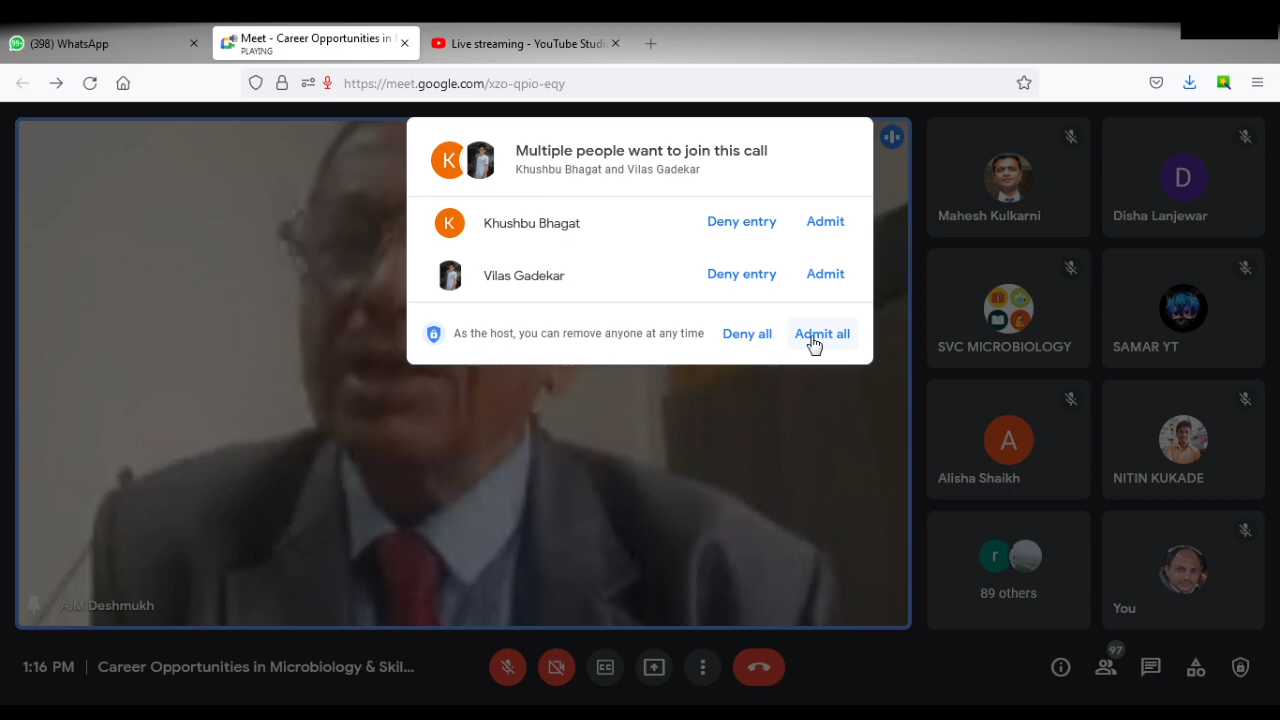 (398) WhatsApp
Meet - Career Opportunities in
PLAYING
Live streaming - YouTube Studi
https://meet.google.com/xzo-qpio-eqy
K
Multiple people want to join this call
Khushbu Bhagat and Vilas Gadekar
K
Khushbu Bhagat
Deny entry
Admit
Vilas Gadekar
Deny entry
Admit
As the host, you can remove anyone at any time
Deny all
Admit all
Mahesh Kulkarni
D
Disha Lanjewar
SVC MICROBIOLOGY
SAMAR YT
A
Alisha Shaikh
NITIN KUKADE
r
89 others
You
A.M Deshmukh
1:16 PM | Career Opportunities in Microbiology & Skil...
CC
97